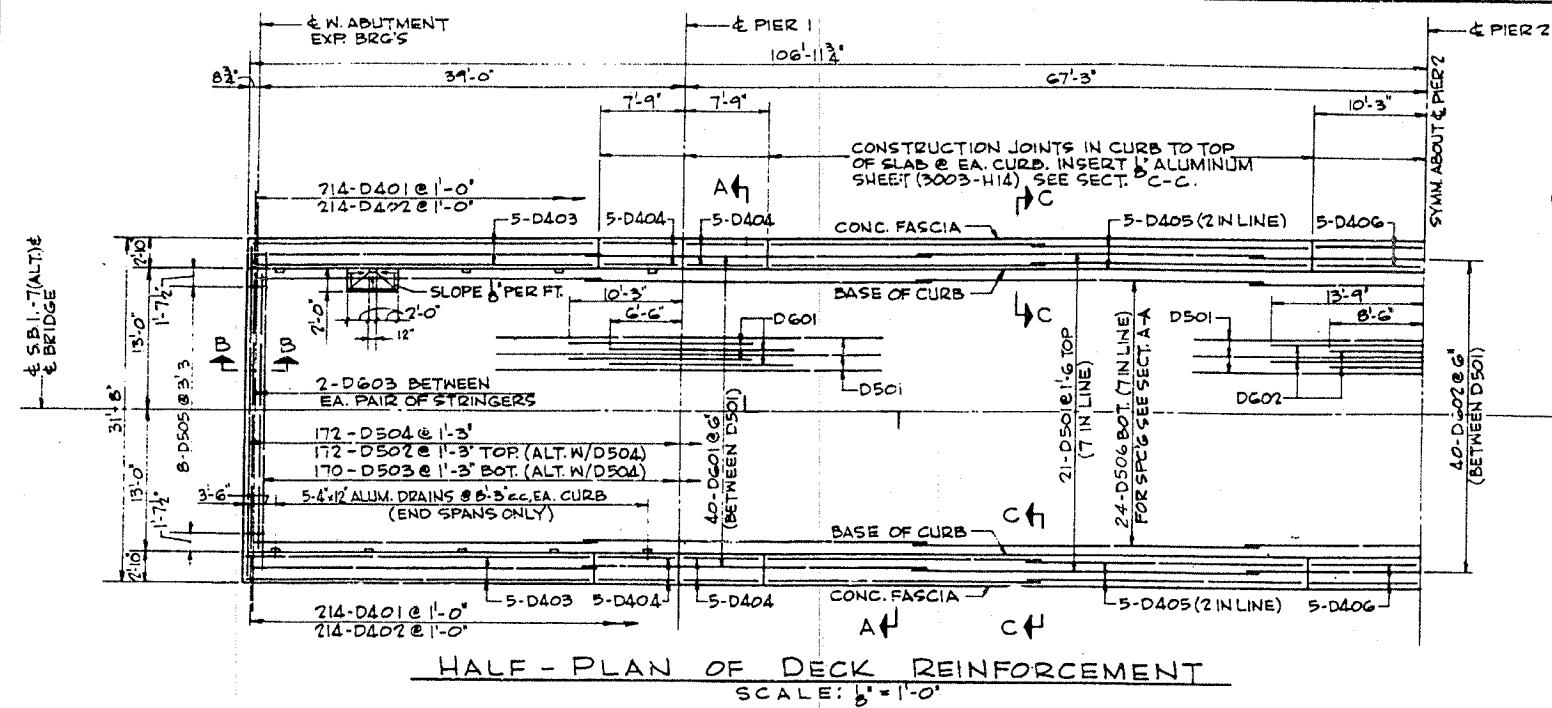 ℄ W. ABUTMENT
EXP. BRG'S
℄ PIER 1
℄ PIER 2
106'-11¾"
8¾"
39'-0"
67'-3"
7'-9"
7'-9"
10'-3"
SYMM. ABOUT ℄ PIER 2
CONSTRUCTION JOINTS IN CURB TO TOP
OF SLAB @ EA. CURB. INSERT ⅛" ALUMINUM
SHEET (3003-H14) SEE SECT. C-C.
214-D401 @ 1'-0"
214-D402 @ 1'-0"
A
C
5-D403
5-D404
5-D404
CONC. FASCIA
5-D405 (2 IN LINE)
5-D406
2'-10"
1'-7½"
SLOPE ⅛" PER FT.
BASE OF CURB
2'-0"
2'-0"
12"
10'-3"
6'-6"
13'-9"
8'-6"
C
D601
D501
D501
D602
℄ S.B.I.-7 (ALT.) &
℄ BRIDGE
31'-8"
13'-0"
13'-0"
8-D505 @ 3'-3
B
B
2-D603 BETWEEN
EA. PAIR OF STRINGERS
172-D504 @ 1'-3"
172-D502 @ 1'-3" TOP. (ALT. W/D504)
170-D503 @ 1'-3" BOT. (ALT. W/D504)
3'-6"
5-4"x12" ALUM. DRAINS @ 8'-3" c.c, EA. CURB
(END SPANS ONLY)
40-D601 @ 6"
(BETWEEN D501)
21-D501 @ 1'-6 TOP
(7 IN LINE)
24-D506 BOT. (7 IN LINE)
FOR SPC'G SEE SECT. A-A
40-D602 @ 6"
(BETWEEN D501)
1'-7½"
2'-10"
C
BASE OF CURB
5-D403
5-D404
5-D404
CONC. FASCIA
5-D405 (2 IN LINE)
5-D406
214-D401 @ 1'-0"
214-D402 @ 1'-0"
A
C
HALF-PLAN OF DECK REINFORCEMENT
SCALE: ⅛" = 1'-0"